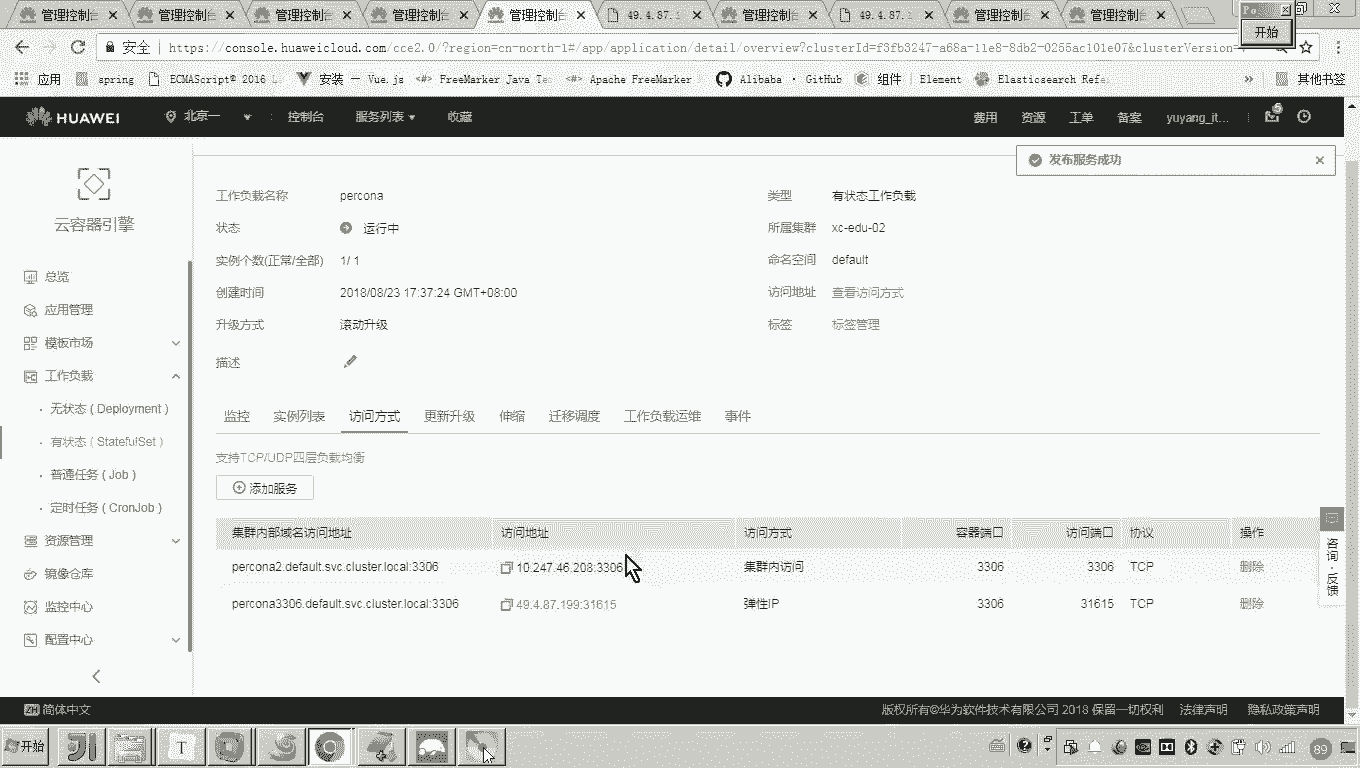 管理控制台 管理控制台 管理控制台 管理控制台 管理控制台 49.4.87.1 管理控制台 49.4.87.1 管理控制台 管理控制台
开始
安全 https://console.huaweicloud.com/cce2.0/?region=cn-north-1#/app/application/detail/overview?clusterId=f3fb3247-a68a-11e8-8db2-0255ac101e07&clusterVersion
应用 spring ECMAScript® 2016 L 安装 — Vue.js <#> FreeMarker Java Te <#> Apache FreeMarker Alibaba · GitHub 组件 | Element Elasticsearch Refe » 其他书签
HUAWEI 北京一 控制台 服务列表 收藏 费用 资源 工单 备案 yuyang_it... 5
发布服务成功
云容器引擎
总览
应用管理
模板市场
工作负载
无状态 ( Deployment )
有状态 ( StatefulSet )
普通任务 ( Job )
定时任务 ( CronJob )
资源管理
镜像仓库
监控中心
配置中心
工作负载名称 percona 类型 有状态工作负载
状态 运行中 所属集群 xc-edu-02
实例个数(正常/全部) 1/ 1 命名空间 default
创建时间 2018/08/23 17:37:24 GMT+08:00 访问地址 查看访问方式
升级方式 滚动升级 标签 标签管理
描述
监控 实例列表 访问方式 更新升级 伸缩 迁移调度 工作负载运维 事件
支持TCP/UDP四层负载均衡
添加服务
集群内部域名访问地址 访问地址 访问方式 容器端口 访问端口 协议 操作
percona2.default.svc.cluster.local:3306 10.247.46.208:3306 集群内访问 3306 3306 TCP 删除
percona3306.default.svc.cluster.local:3306 49.4.87.199:31615 弹性IP 3306 31615 TCP 删除
咨询·反馈
ZH 简体中文 版权所有©华为软件技术有限公司 2018 保留一切权利 法律声明 隐私政策声明
开始 89